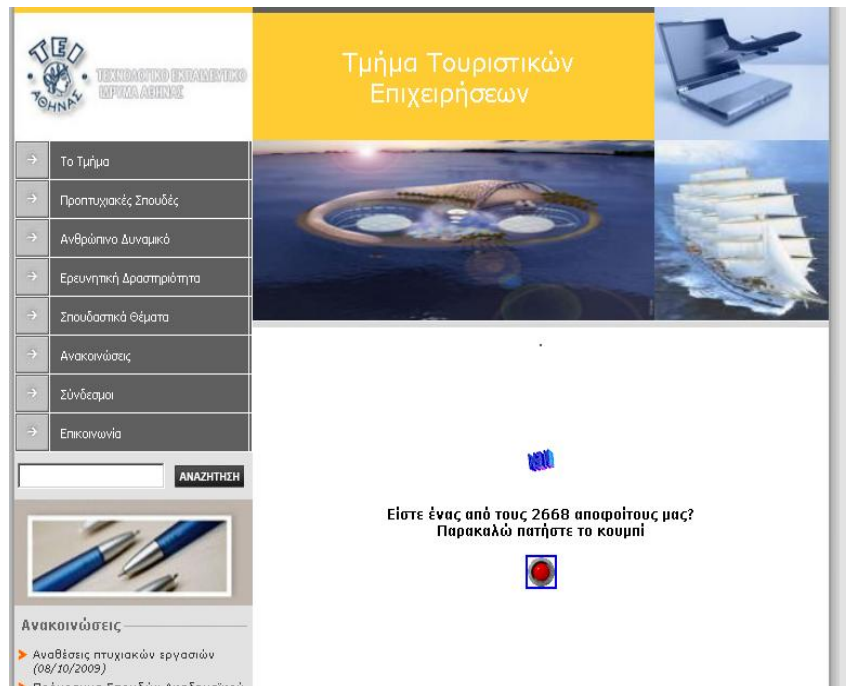 ΤΕΙ
ΑΘΗΝΑΣ
ΤΕΧΝΟΛΟΓΙΚΟ ΕΚΠΑΙΔΕΥΤΙΚΟ
ΙΔΡΥΜΑ ΑΘΗΝΑΣ
Τμήμα Τουριστικών
Επιχειρήσεων
Το Τμήμα
Προπτυχιακές Σπουδές
Ανθρώπινο Δυναμικό
Ερευνητική Δραστηριότητα
Σπουδαστικά Θέματα
Ανακοινώσεις
Σύνδεσμοι
Επικοινωνία
ΑΝΑΖΗΤΗΣΗ
Είστε ένας από τους 2668 αποφοίτους μας?
Παρακαλώ πατήστε το κουμπί
Ανακοινώσεις
Αναθέσεις πτυχιακών εργασιών
(08/10/2009)